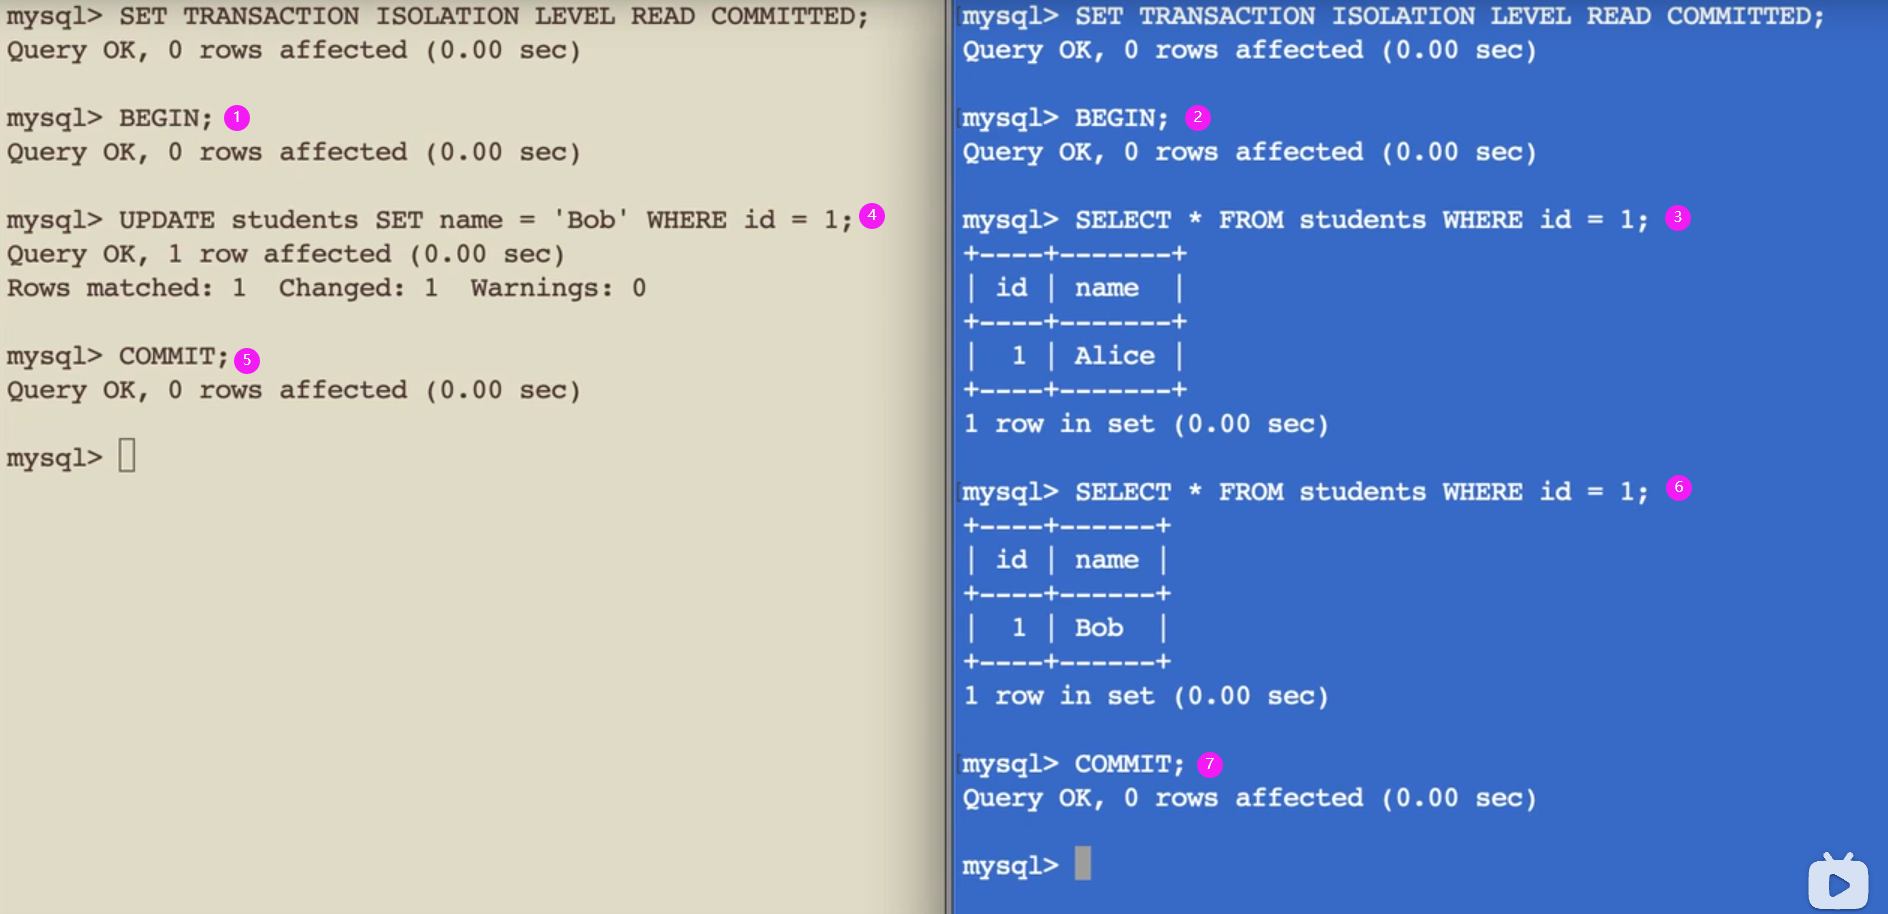 mysql> SET TRANSACTION ISOLATION LEVEL READ COMMITTED;
Query OK, 0 rows affected (0.00 sec)
mysql> BEGIN; 1
Query OK, 0 rows affected (0.00 sec)
mysql> UPDATE students SET name = 'Bob' WHERE id = 1; 4
Query OK, 1 row affected (0.00 sec)
Rows matched: 1  Changed: 1  Warnings: 0
mysql> COMMIT; 5
Query OK, 0 rows affected (0.00 sec)
mysql>
mysql> SET TRANSACTION ISOLATION LEVEL READ COMMITTED;
Query OK, 0 rows affected (0.00 sec)
mysql> BEGIN; 2
Query OK, 0 rows affected (0.00 sec)
mysql> SELECT * FROM students WHERE id = 1; 3
+----+-------+
| id | name  |
+----+-------+
|  1 | Alice |
+----+-------+
1 row in set (0.00 sec)
mysql> SELECT * FROM students WHERE id = 1; 6
+----+------+
| id | name |
+----+------+
|  1 | Bob  |
+----+------+
1 row in set (0.00 sec)
mysql> COMMIT; 7
Query OK, 0 rows affected (0.00 sec)
mysql>